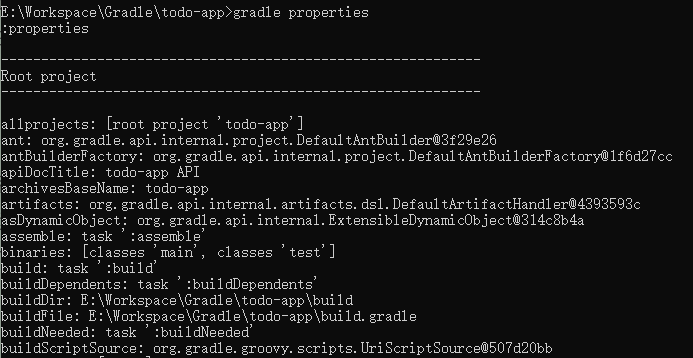 E:\Workspace\Gradle\todo-app>gradle properties
:properties
------------------------------------------------------------
Root project
------------------------------------------------------------
allprojects: [root project 'todo-app']
ant: org.gradle.api.internal.project.DefaultAntBuilder@3f29e26
antBuilderFactory: org.gradle.api.internal.project.DefaultAntBuilderFactory@1f6d27cc
apiDocTitle: todo-app API
archivesBaseName: todo-app
artifacts: org.gradle.api.internal.artifacts.dsl.DefaultArtifactHandler@4393593c
asDynamicObject: org.gradle.api.internal.ExtensibleDynamicObject@314c8b4a
assemble: task ':assemble'
binaries: [classes 'main', classes 'test']
build: task ':build'
buildDependents: task ':buildDependents'
buildDir: E:\Workspace\Gradle\todo-app\build
buildFile: E:\Workspace\Gradle\todo-app\build.gradle
buildNeeded: task ':buildNeeded'
buildScriptSource: org.gradle.groovy.scripts.UriScriptSource@507d20bb